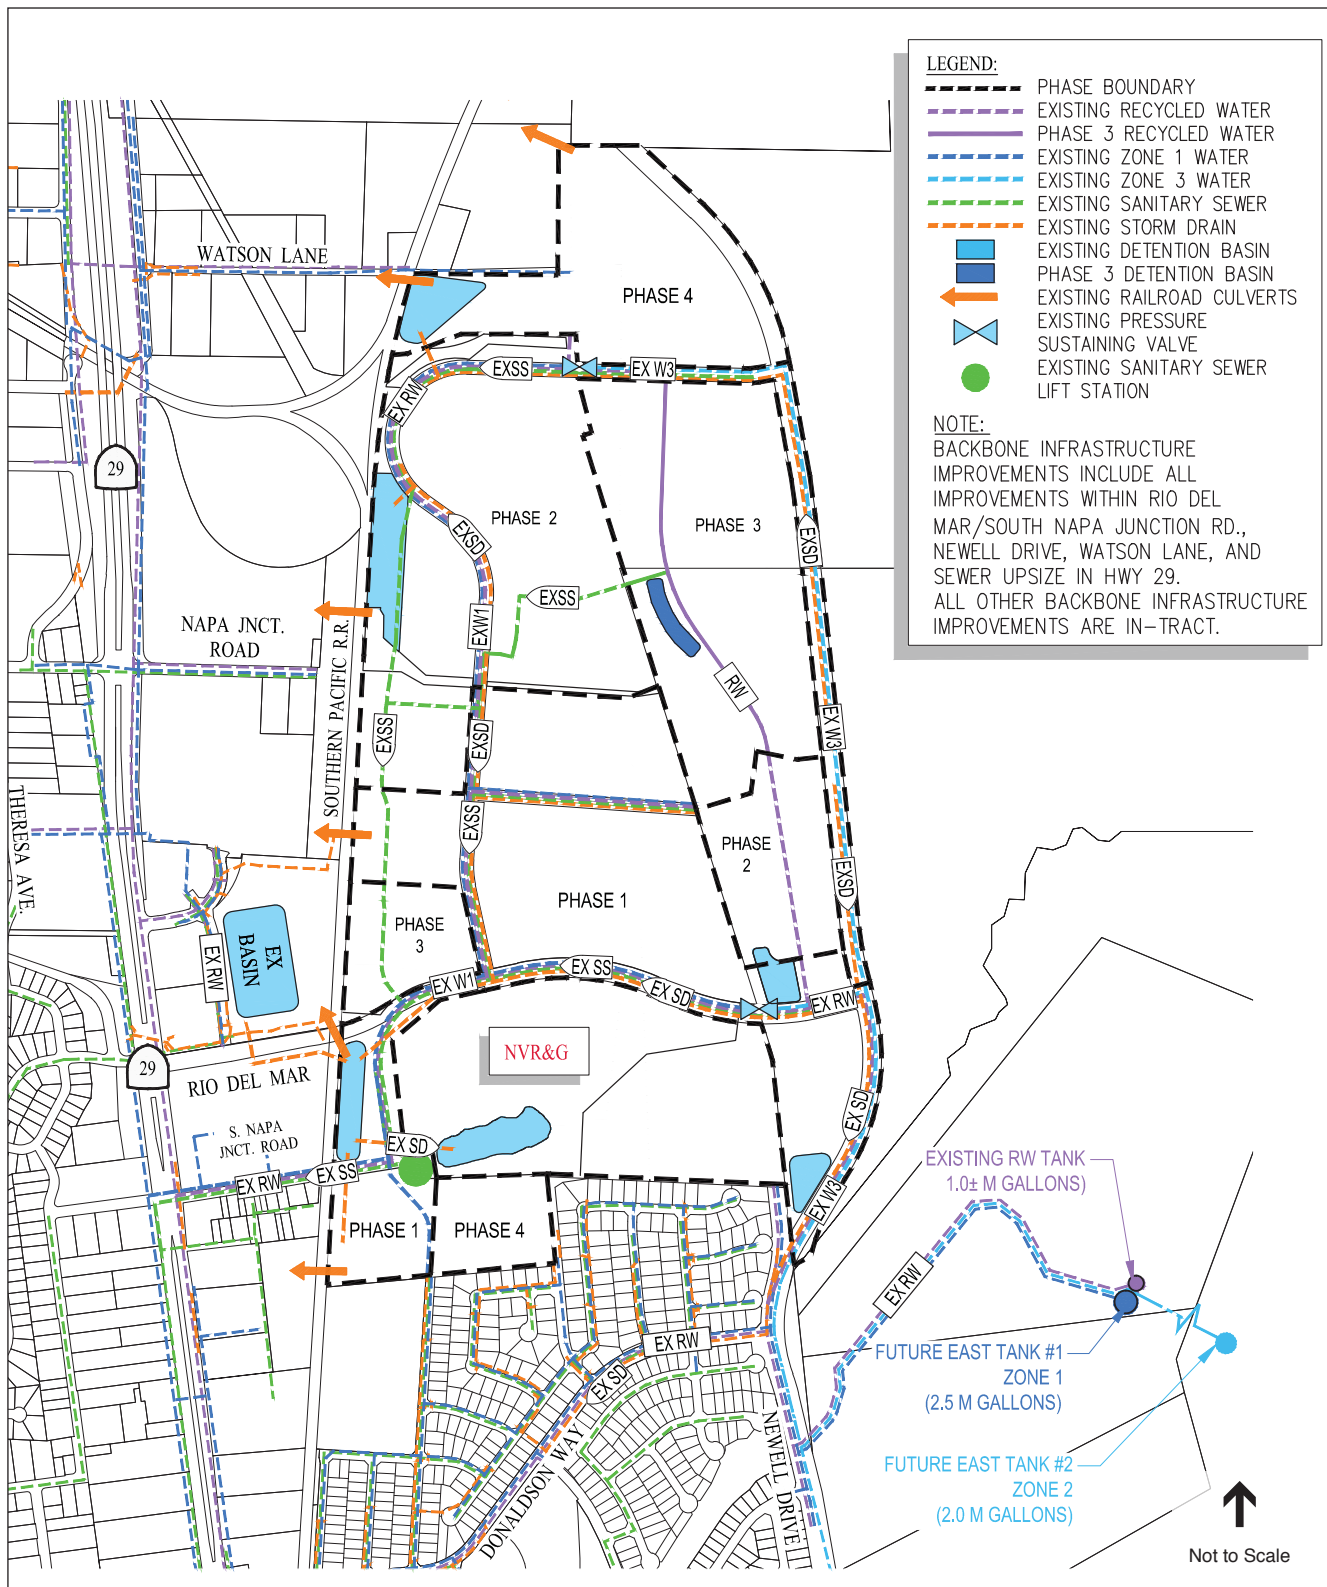 LEGEND:
PHASE BOUNDARY
EXISTING RECYCLED WATER
PHASE 3 RECYCLED WATER
EXISTING ZONE 1 WATER
EXISTING ZONE 3 WATER
EXISTING SANITARY SEWER
EXISTING STORM DRAIN
EXISTING DETENTION BASIN
PHASE 3 DETENTION BASIN
EXISTING RAILROAD CULVERTS
EXISTING PRESSURE
SUSTAINING VALVE
EXISTING SANITARY SEWER
LIFT STATION
NOTE:
BACKBONE INFRASTRUCTURE
IMPROVEMENTS INCLUDE ALL
IMPROVEMENTS WITHIN RIO DEL
MAR/SOUTH NAPA JUNCTION RD.,
NEWELL DRIVE, WATSON LANE, AND
SEWER UPSIZE IN HWY 29.
ALL OTHER BACKBONE INFRASTRUCTURE
IMPROVEMENTS ARE IN-TRACT.
WATSON LANE
PHASE 4
EXSS
EX W3
EX RW
29
PHASE 2
PHASE 3
EXSD
EXSD
EXSS
EXW1
NAPA JNCT.
ROAD
SOUTHERN PACIFIC R.R.
RW
EXSS
EXSD
EX W3
THERESA AVE.
EXSS
PHASE
2
EXSD
PHASE 1
PHASE
3
EX RW
EX
BASIN
EX W1
EX SS
EX SD
EX RW
NVR&G
29
RIO DEL MAR
S. NAPA
JNCT. ROAD
EX SD
EX SD
EX RW
EX SS
EX W3
PHASE 1
PHASE 4
EXISTING RW TANK
1.0± M GALLONS)
EX RW
EX RW
EX SD
FUTURE EAST TANK #1
ZONE 1
(2.5 M GALLONS)
DONALDSON WAY
NEWELL DRIVE
FUTURE EAST TANK #2
ZONE 2
(2.0 M GALLONS)
Not to Scale